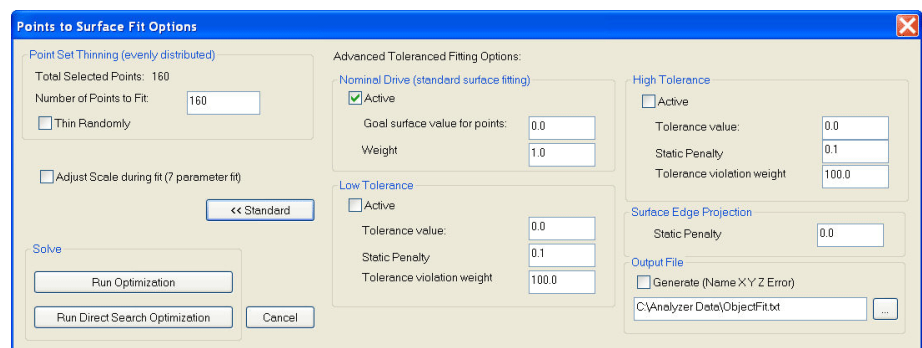 Points to Surface Fit Options
Point Set Thinning (evenly distributed)
Total Selected Points: 160
Number of Points to Fit: 160
Thin Randomly
Adjust Scale during fit (7 parameter fit)
<< Standard
Solve
Run Optimization
Run Direct Search Optimization
Cancel
Advanced Toleranced Fitting Options:
Nominal Drive (standard surface fitting)
Active
Goal surface value for points: 0.0
Weight 1.0
Low Tolerance
Active
Tolerance value: 0.0
Static Penalty 0.1
Tolerance violation weight 100.0
High Tolerance
Active
Tolerance value: 0.0
Static Penalty 0.1
Tolerance violation weight 100.0
Surface Edge Projection
Static Penalty 0.0
Output File
Generate (Name X Y Z Error)
C:\Analyzer Data\ObjectFit.txt
...